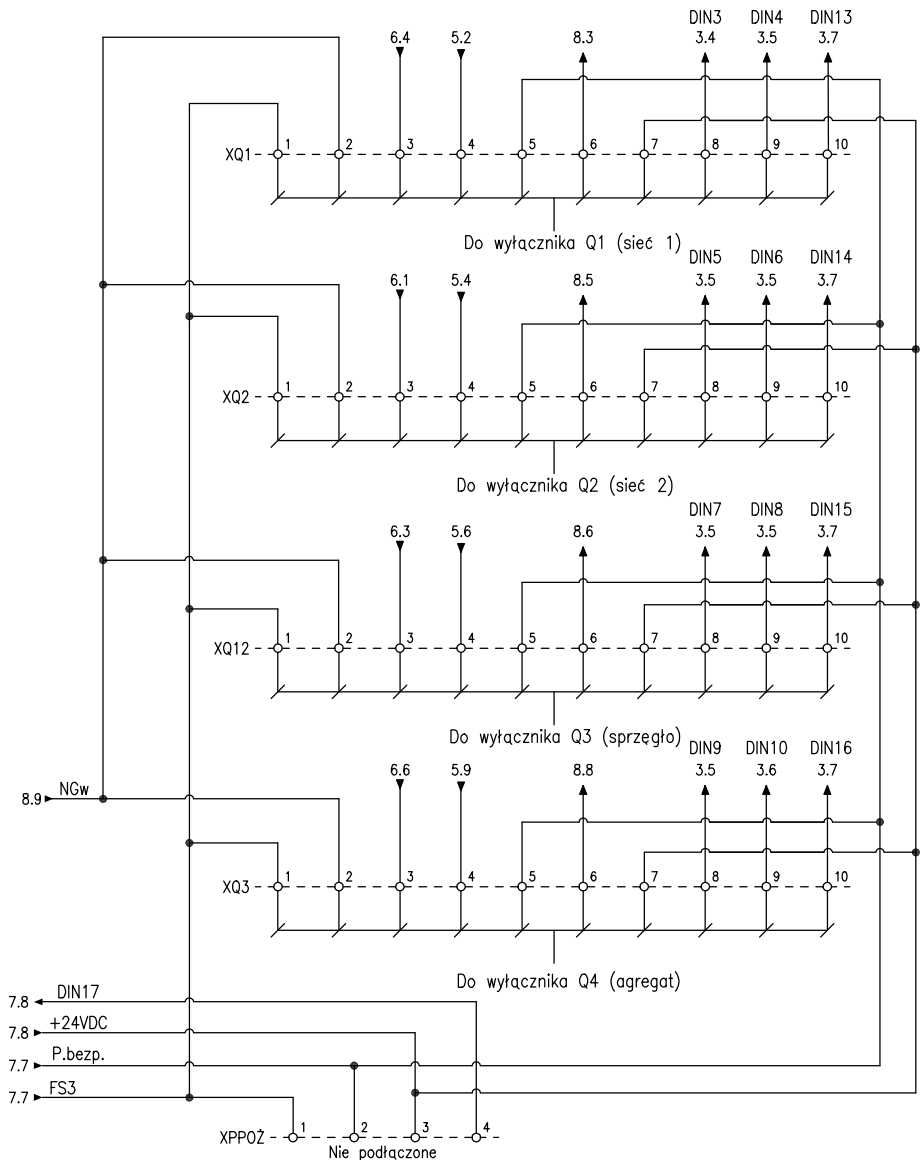 DIN3 DIN4 DIN13
6.4 5.2 8.3 3.4 3.5 3.7
XQ1 1 2 3 4 5 6 7 8 9 10
Do wyłącznika Q1 (sieć 1)
DIN5 DIN6 DIN14
6.1 5.4 8.5 3.5 3.5 3.7
XQ2 1 2 3 4 5 6 7 8 9 10
Do wyłącznika Q2 (sieć 2)
DIN7 DIN8 DIN15
6.3 5.6 8.6 3.5 3.5 3.7
XQ12 1 2 3 4 5 6 7 8 9 10
Do wyłącznika Q3 (sprzęgło)
DIN9 DIN10 DIN16
6.6 5.9 8.8 3.5 3.6 3.7
8.9 NGw
XQ3 1 2 3 4 5 6 7 8 9 10
Do wyłącznika Q4 (agregat)
7.8 DIN17
7.8 +24VDC
7.7 P.bezp.
7.7 FS3
XPPOŻ 1 2 3 4
Nie podłączone